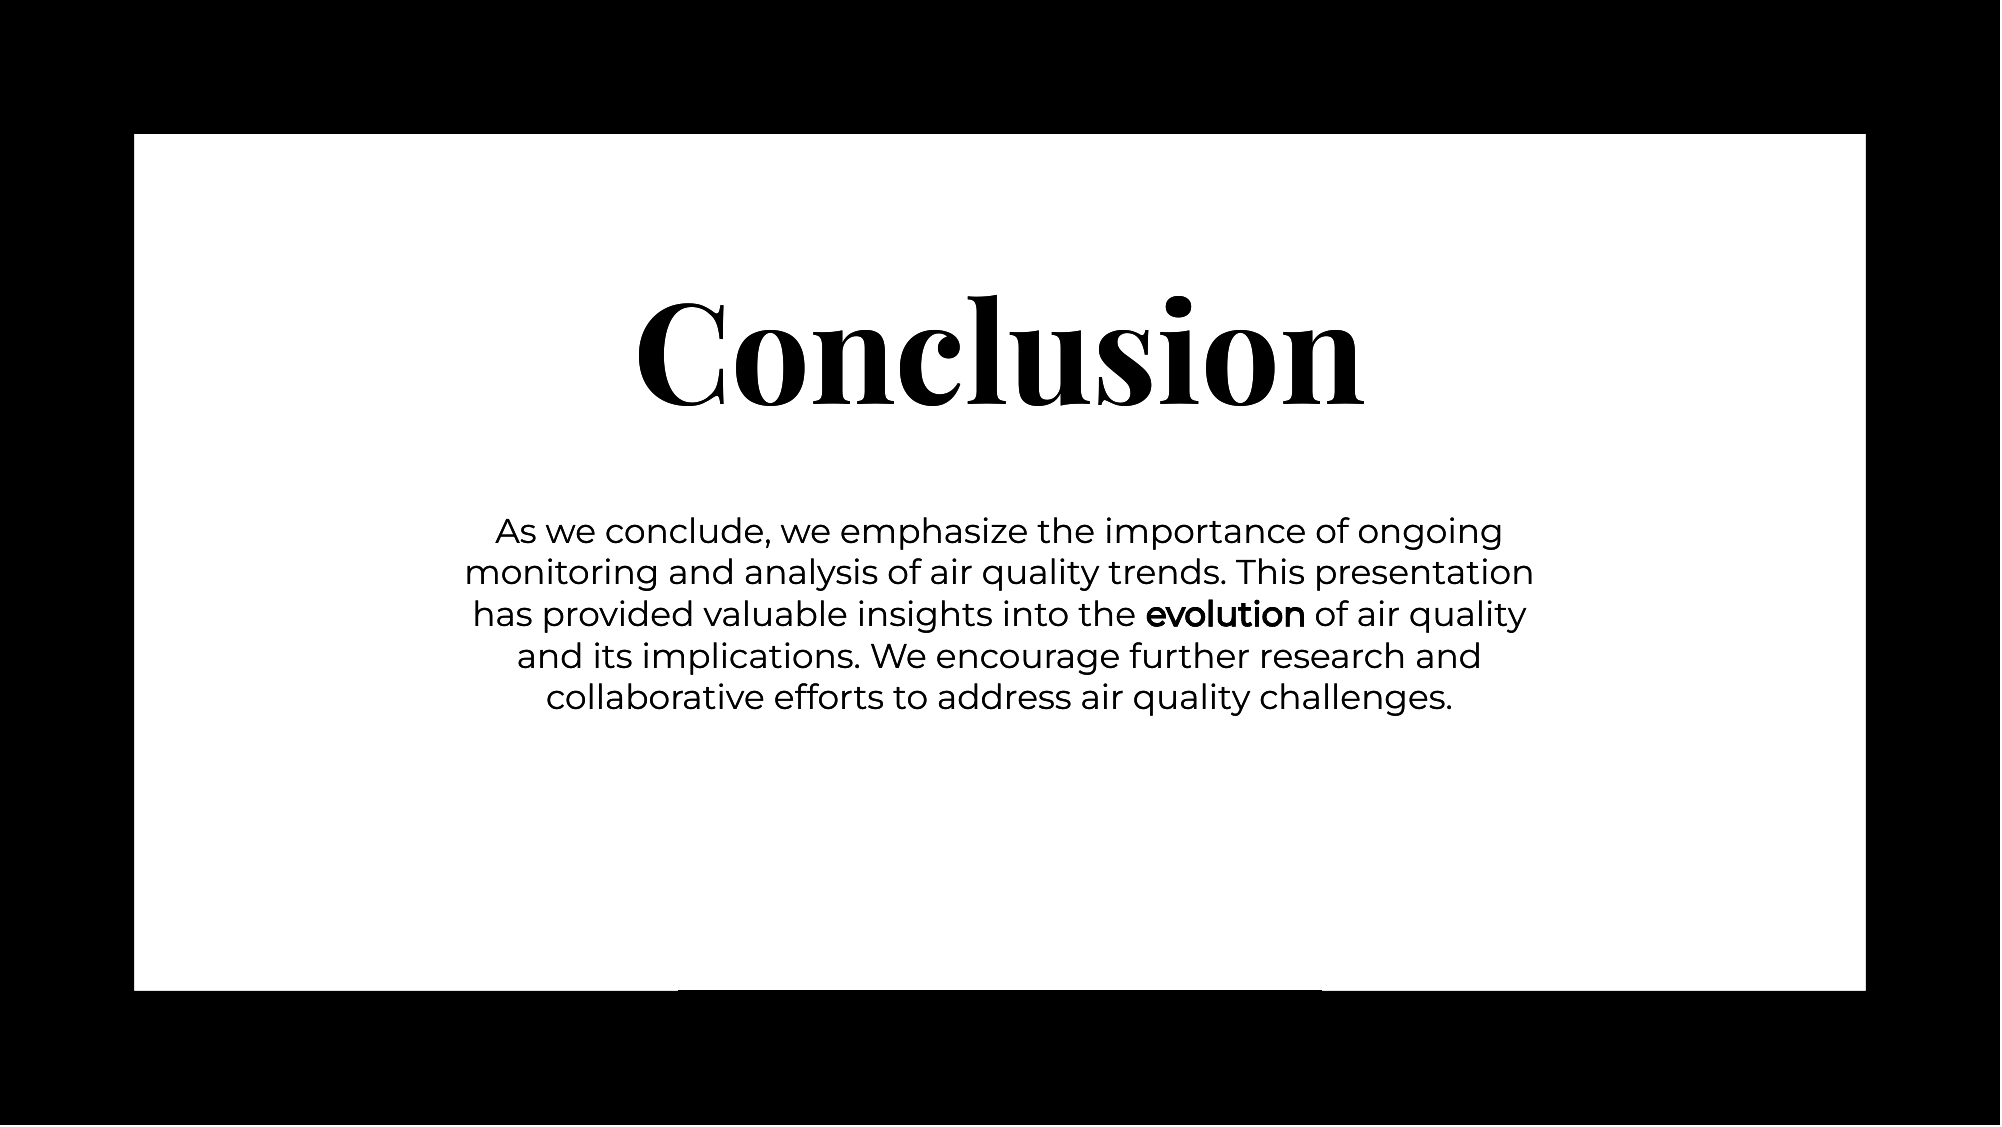 Conclusion
As we conclude, we emphasize the importance of ongoing
monitoring and analysis of air quality trends. This presentation
has provided valuable insights into the evolution of air quality
and its implications. We encourage further research and
collaborative efforts to address air quality challenges.